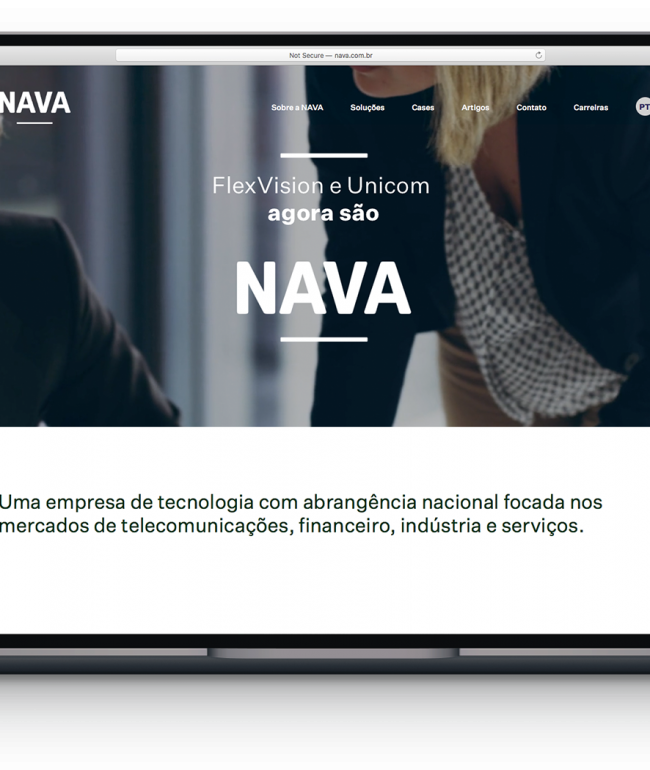 Not Secure — nava.com.br
NAVA
Sobre a NAVA Soluções Cases Artigos Contato Carreiras PT
FlexVision e Unicom
agora são
NAVA
Uma empresa de tecnologia com abrangência nacional focada nos
mercados de telecomunicações, financeiro, indústria e serviços.